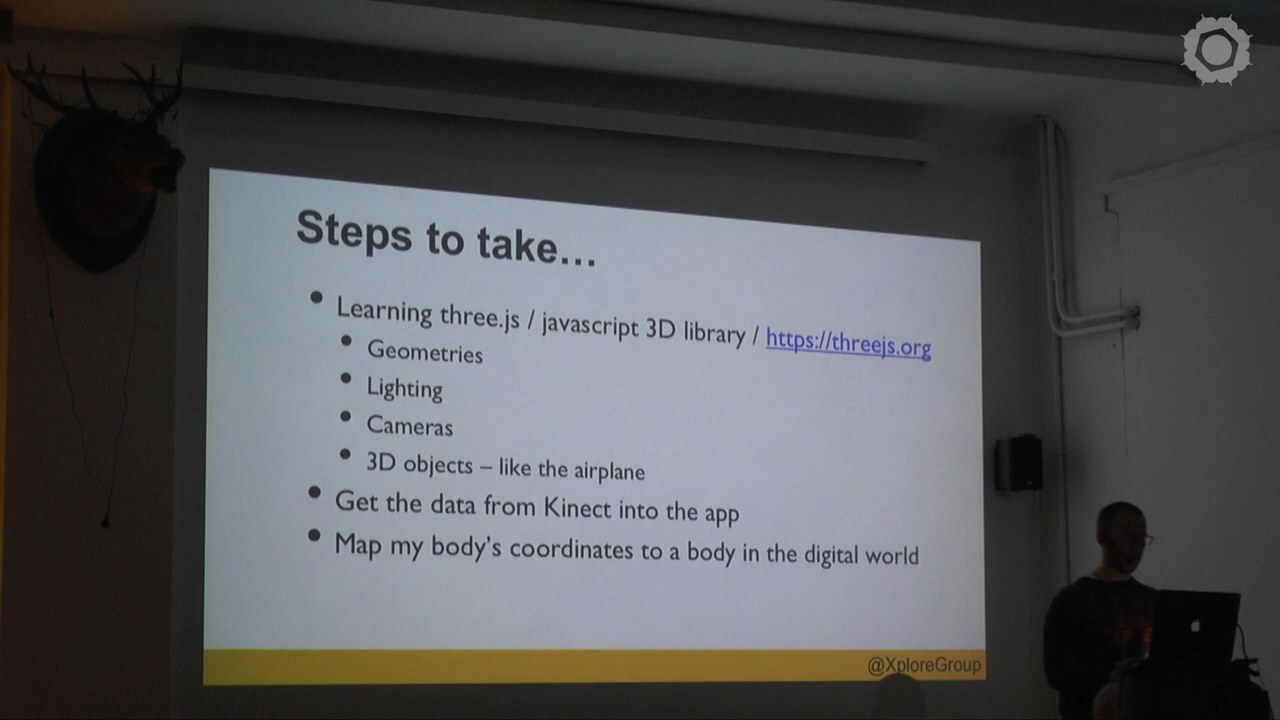 Steps to take...
• Learning three.js / javascript 3D library / https://threejs.org
• Geometries
• Lighting
• Cameras
• 3D objects – like the airplane
• Get the data from Kinect into the app
• Map my body's coordinates to a body in the digital world
@XploreGroup